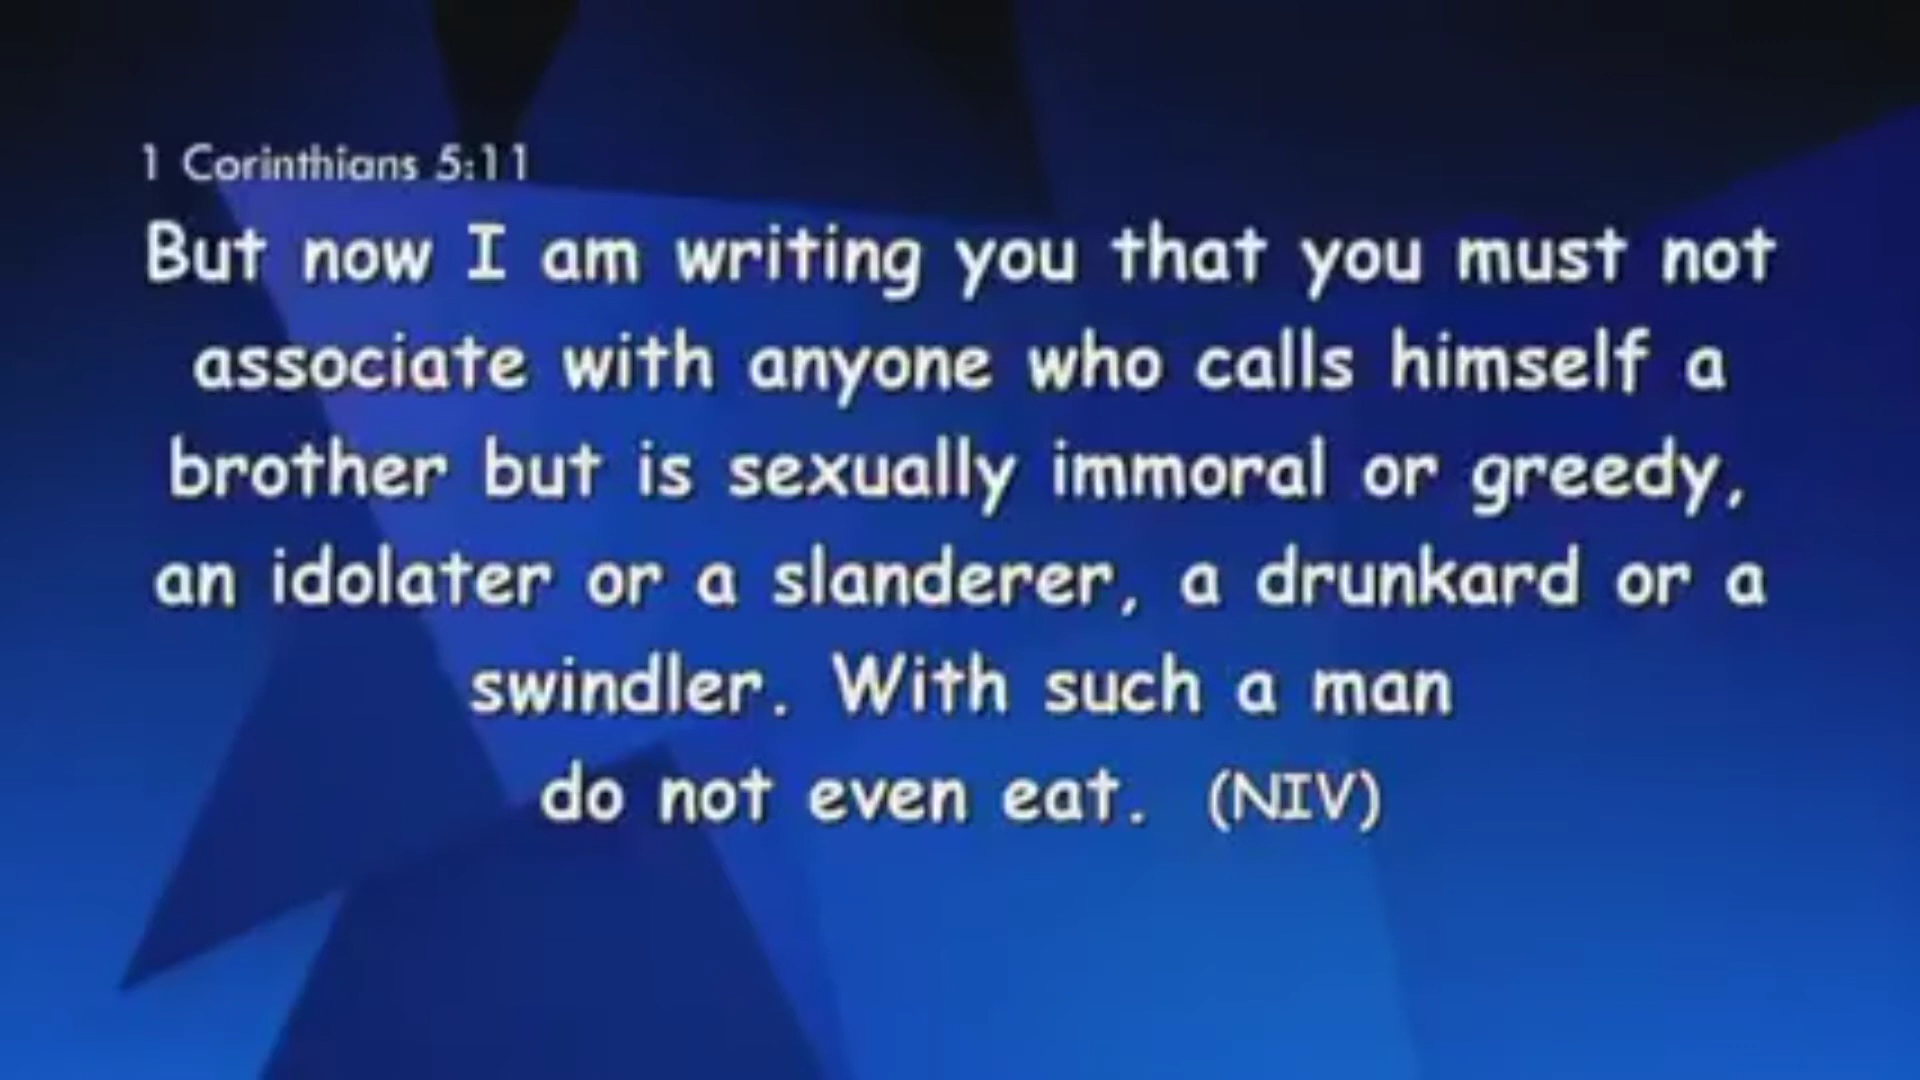 1 Corinthians 5:11
But now I am writing you that you must not
associate with anyone who calls himself a
brother but is sexually immoral or greedy,
an idolater or a slanderer, a drunkard or a
swindler. With such a man
do not even eat. (NIV)